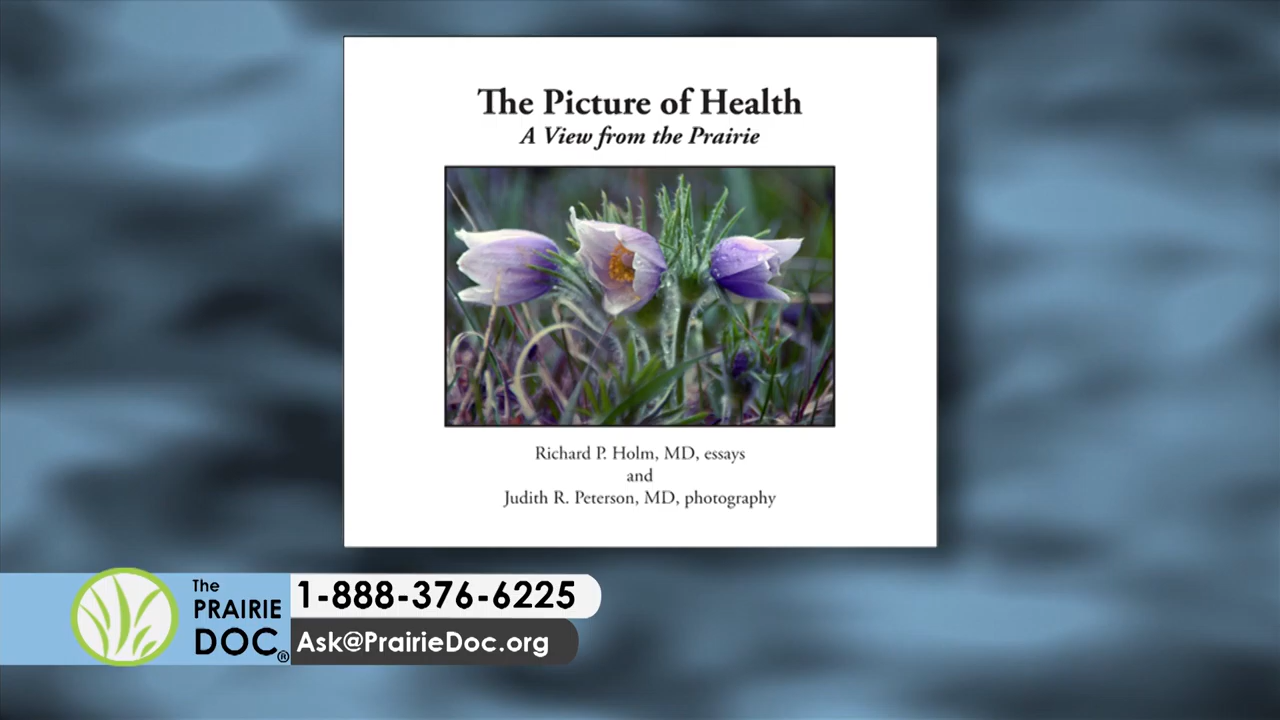 The Picture of Health
A View from the Prairie
Richard P. Holm, MD, essays
and
Judith R. Peterson, MD, photography
The
PRAIRIE
DOC®
1-888-376-6225
Ask@PrairieDoc.org